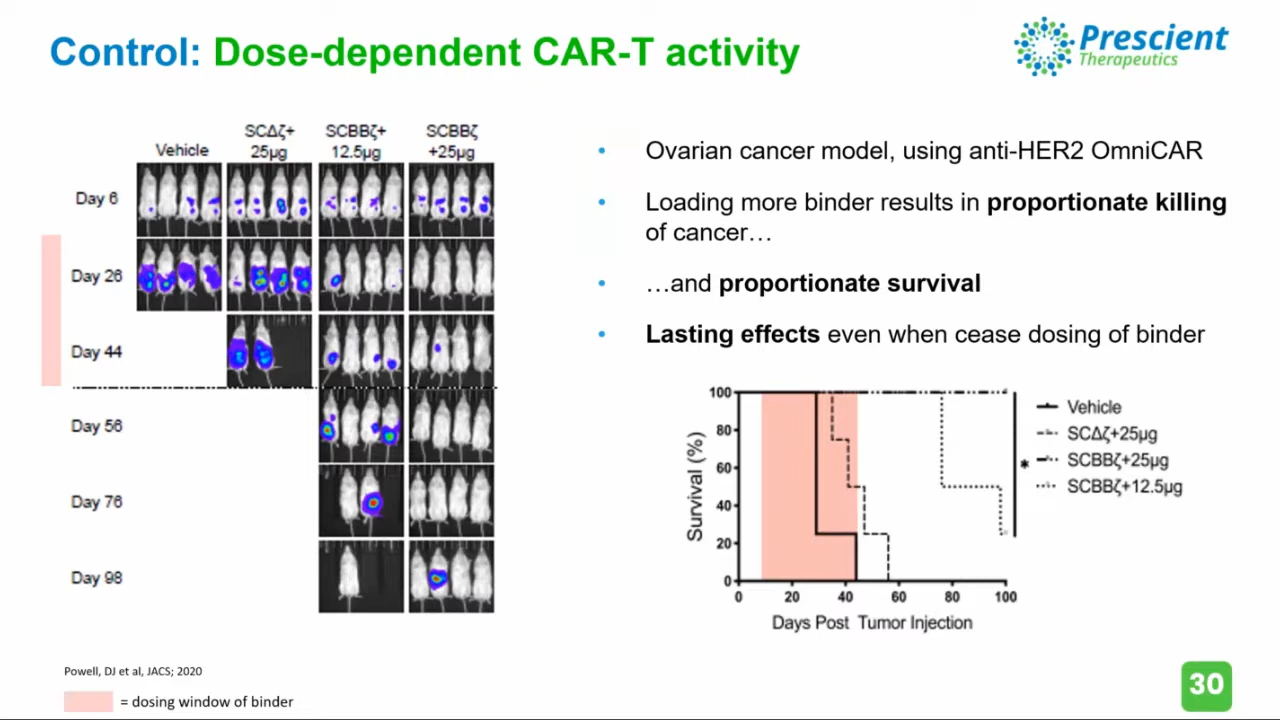 Control: Dose-dependent CAR-T activity
Prescient
Therapeutics
Vehicle
SCΔζ+
25µg
SCBBζ+
12.5µg
SCBBζ
+25µg
Day 6
Day 26
Day 44
Day 56
Day 76
Day 98
• Ovarian cancer model, using anti-HER2 OmniCAR
• Loading more binder results in proportionate killing
of cancer…
• …and proportionate survival
• Lasting effects even when cease dosing of binder
Survival (%)
100
80
60
40
20
0
0 20 40 60 80 100
Days Post Tumor Injection
*
Vehicle
SCΔζ+25µg
SCBBζ+25µg
SCBBζ+12.5µg
Powell, DJ et al, JACS; 2020
= dosing window of binder
30